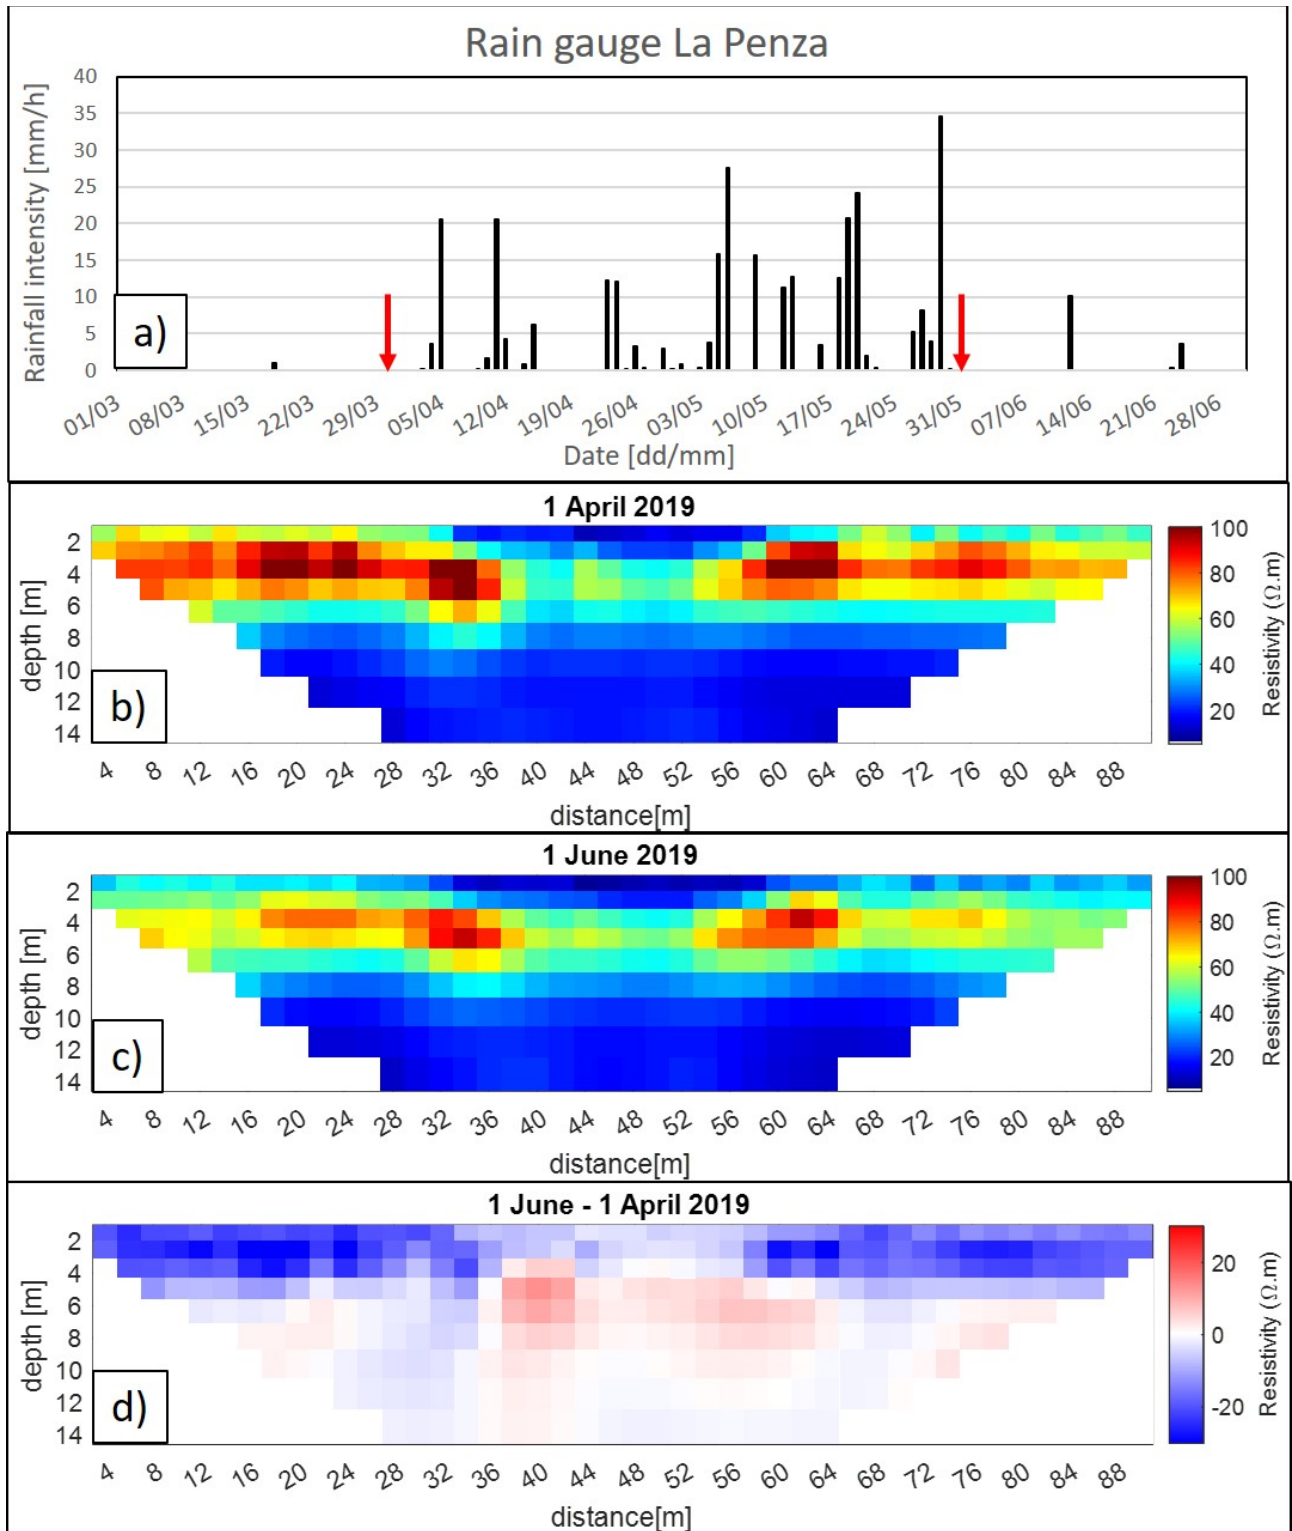 Rain gauge La Penza
Rainfall intensity [mm/h]
40
35
30
25
20
15
10
5
0
a)
01/03 08/03 15/03 22/03 29/03 05/04 12/04 19/04 26/04 03/05 10/05 17/05 24/05 31/05 07/06 14/06 21/06 28/06
Date [dd/mm]
1 April 2019
depth [m]
2
4
6
8
10
12
14
b)
4 8 12 16 20 24 28 32 36 40 44 48 52 56 60 64 68 72 76 80 84 88
distance[m]
100
80
60
40
20
Resistivity (Ω.m)
1 June 2019
depth [m]
2
4
6
8
10
12
14
c)
4 8 12 16 20 24 28 32 36 40 44 48 52 56 60 64 68 72 76 80 84 88
distance[m]
100
80
60
40
20
Resistivity (Ω.m)
1 June - 1 April 2019
depth [m]
2
4
6
8
10
12
14
d)
4 8 12 16 20 24 28 32 36 40 44 48 52 56 60 64 68 72 76 80 84 88
distance[m]
20
0
-20
Resistivity (Ω.m)